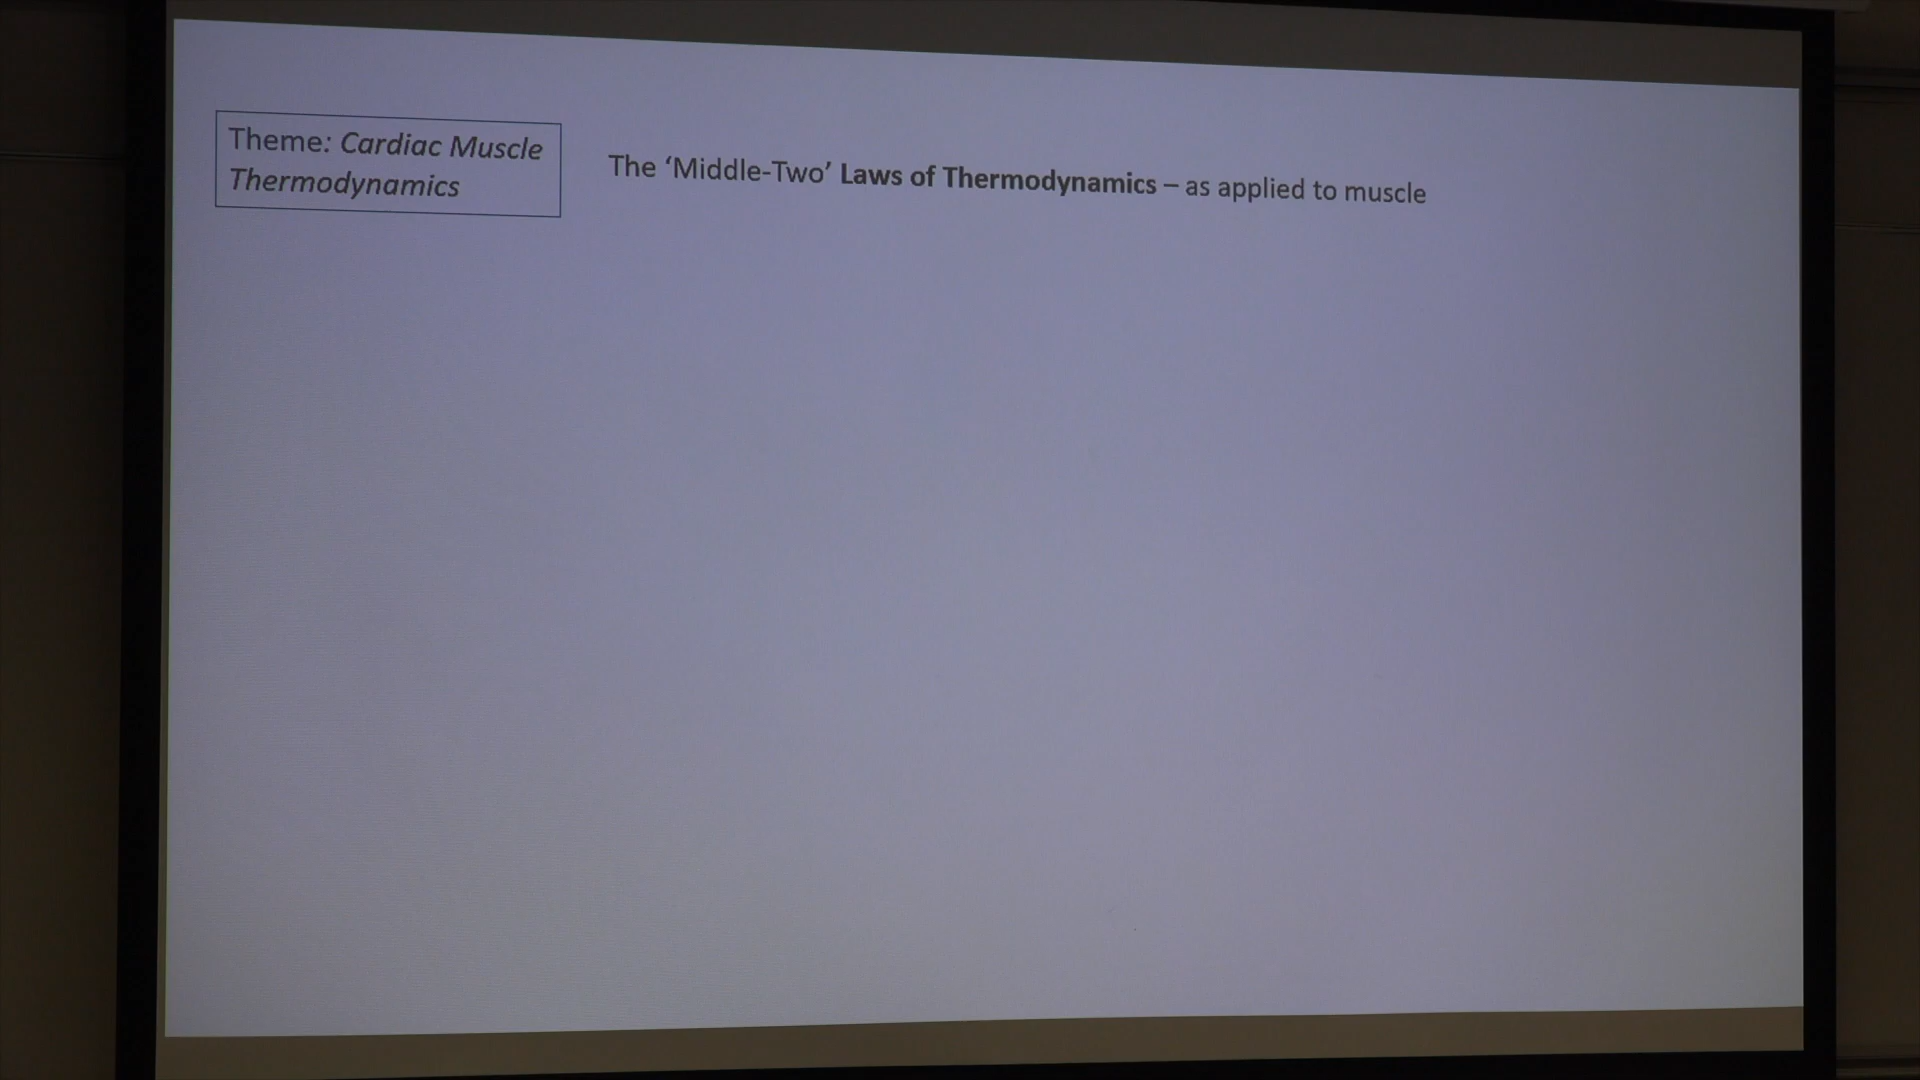 Theme: Cardiac Muscle
Thermodynamics
The ‘Middle-Two’ Laws of Thermodynamics – as applied to muscle